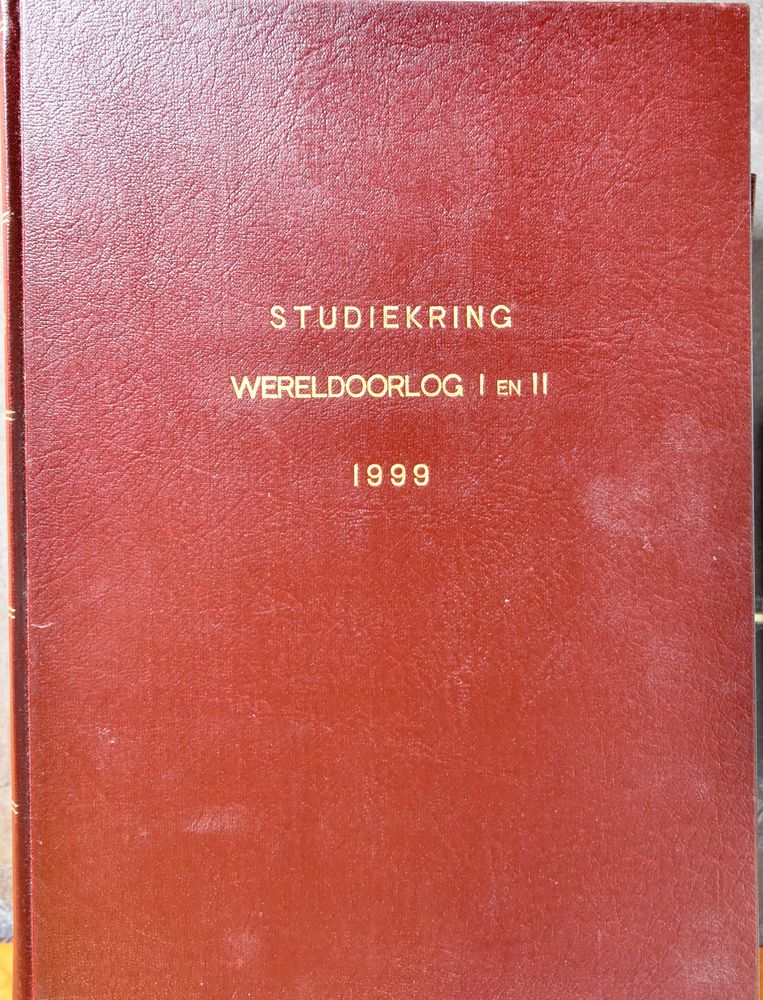 STUDIEKRING
WERELDOORLOG I EN II
1999